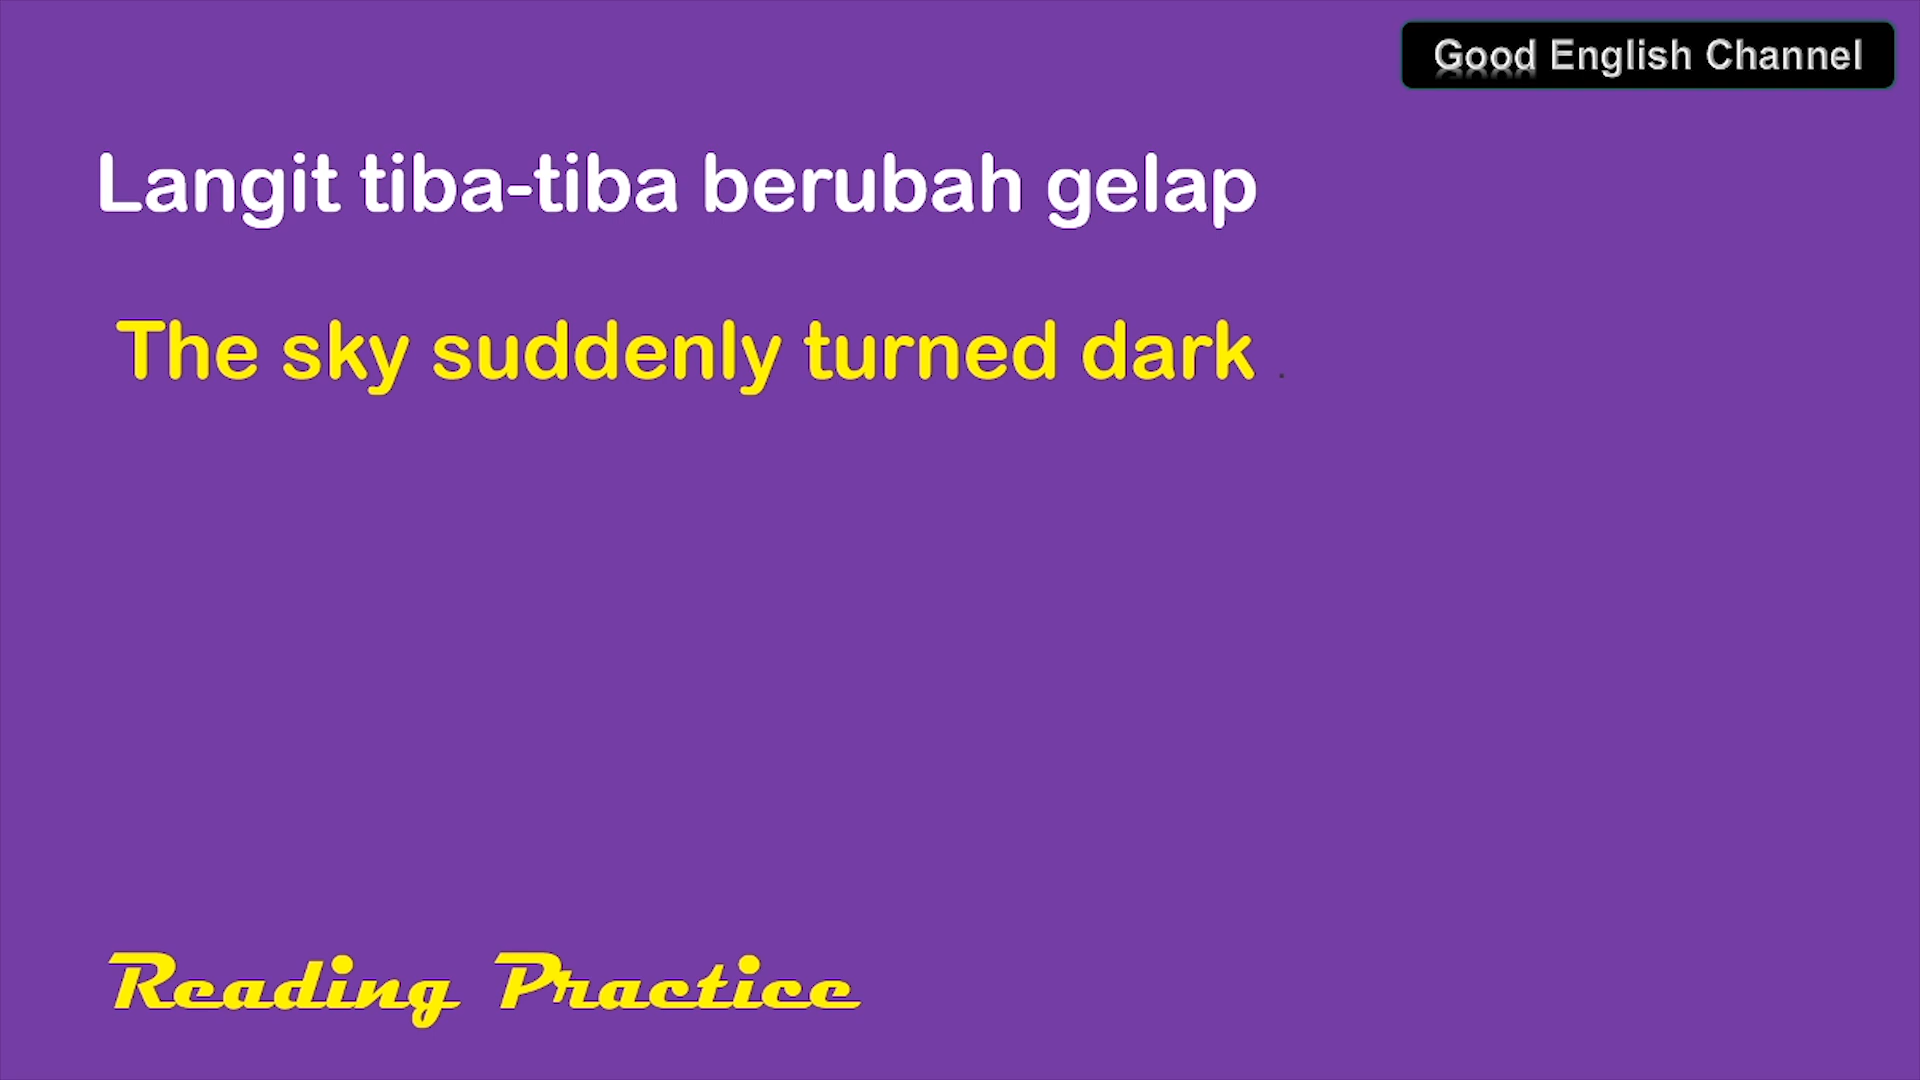 Good English Channel
Langit tiba-tiba berubah gelap
The sky suddenly turned dark .
Reading Practice